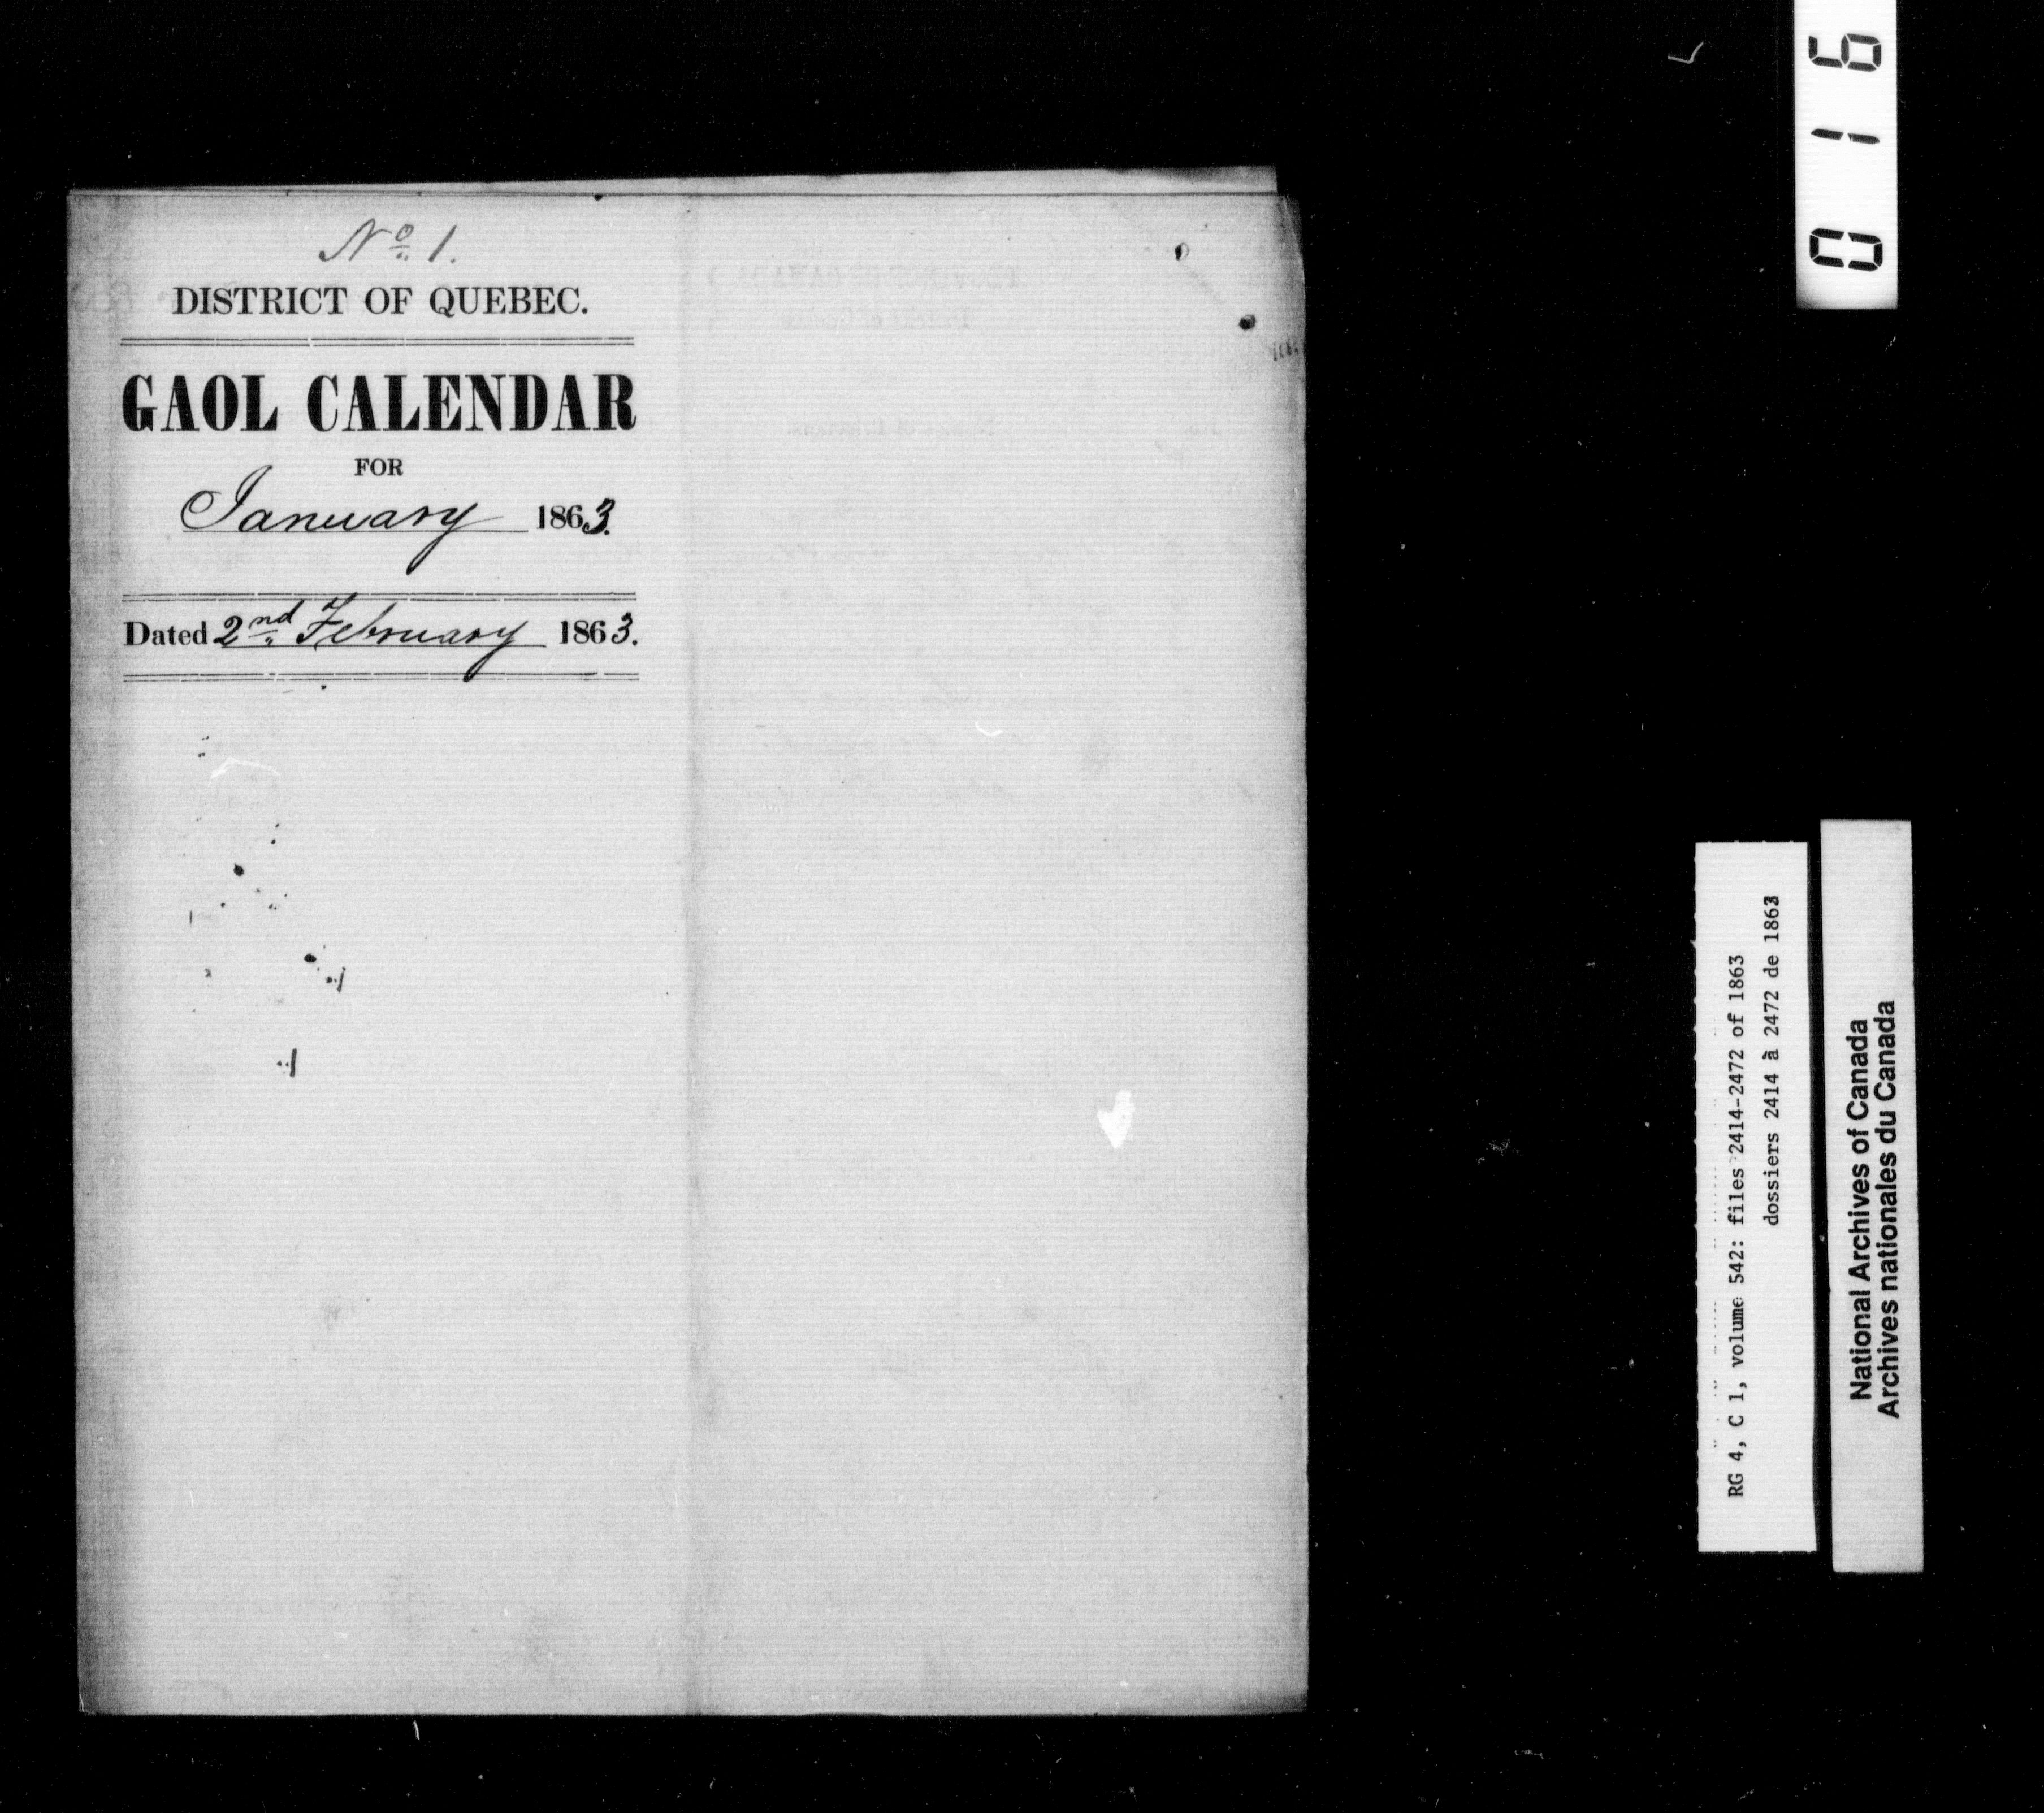 No. 1.
DISTRICT OF QUEBEC.
GAOL CALENDAR
FOR
January 1863.
Dated 2nd February 1863.
0116
RG 4, C 1, volume 542: files 2414-2472 of 1863
dossiers 2414 à 2472 de 1863
National Archives of Canada
Archives nationales du Canada